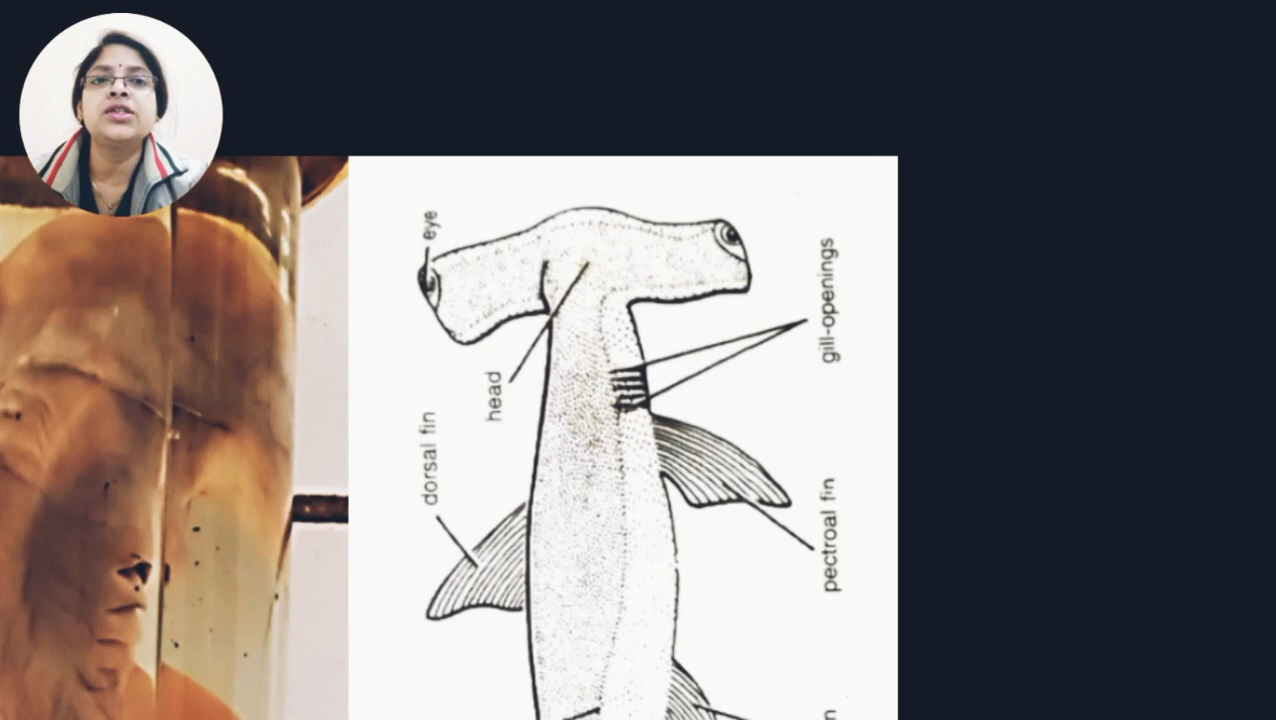 eye
head
dorsal fin
gill-openings
pectroal fin